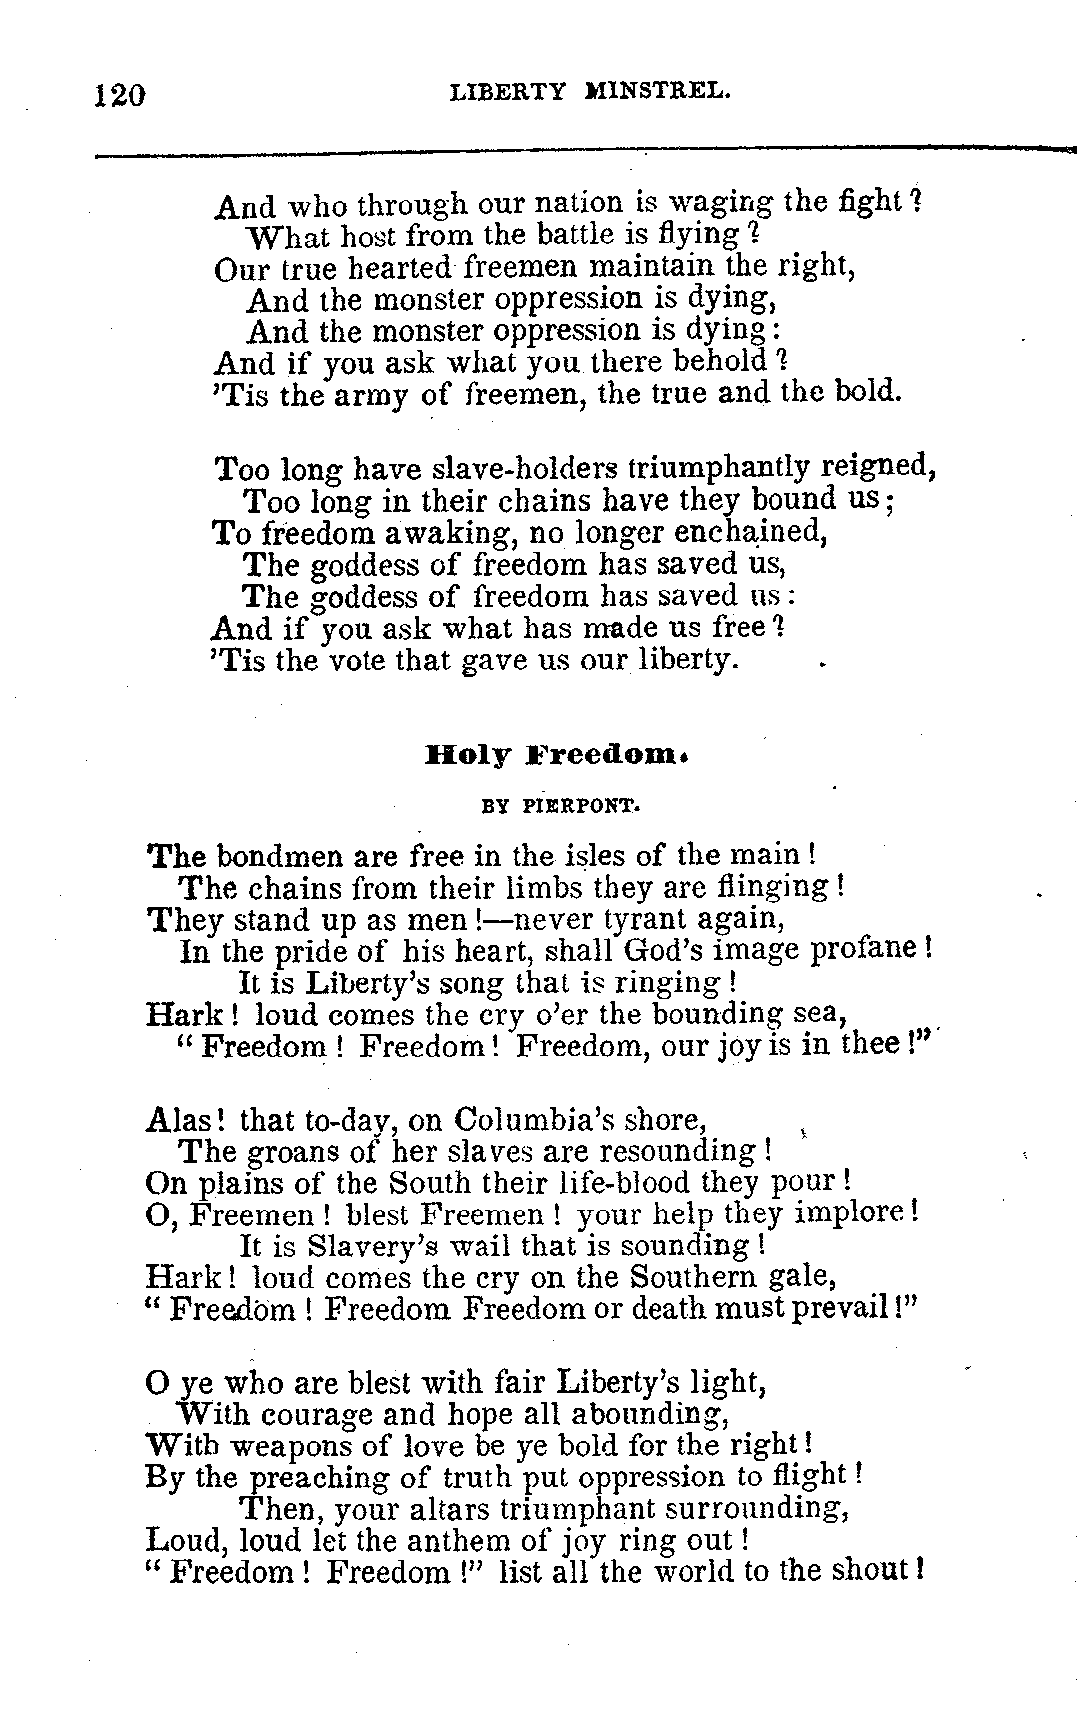 120 LIBERTY MINSTREL.
And who through our nation is waging the fight?
What host from the battle is flying?
Our true hearted freemen maintain the right,
And the monster oppression is dying,
And the monster oppression is dying:
And if you ask what you there behold?
'Tis the army of freemen, the true and the bold.
Too long have slave-holders triumphantly reigned,
Too long in their chains have they bound us;
To freedom awaking, no longer enchained,
The goddess of freedom has saved us,
The goddess of freedom has saved us:
And if you ask what has made us free?
'Tis the vote that gave us our liberty.
Holy Freedom.
BY PIERPONT.
The bondmen are free in the isles of the main!
The chains from their limbs they are flinging!
They stand up as men!—never tyrant again,
In the pride of his heart, shall God's image profane!
It is Liberty's song that is ringing!
Hark! loud comes the cry o'er the bounding sea,
"Freedom! Freedom! Freedom, our joy is in thee!"
Alas! that to-day, on Columbia's shore,
The groans of her slaves are resounding!
On plains of the South their life-blood they pour!
O, Freemen! blest Freemen! your help they implore!
It is Slavery's wail that is sounding!
Hark! loud comes the cry on the Southern gale,
"Freedom! Freedom Freedom or death must prevail!"
O ye who are blest with fair Liberty's light,
With courage and hope all abounding,
With weapons of love be ye bold for the right!
By the preaching of truth put oppression to flight!
Then, your altars triumphant surrounding,
Loud, loud let the anthem of joy ring out!
"Freedom! Freedom!" list all the world to the shout!